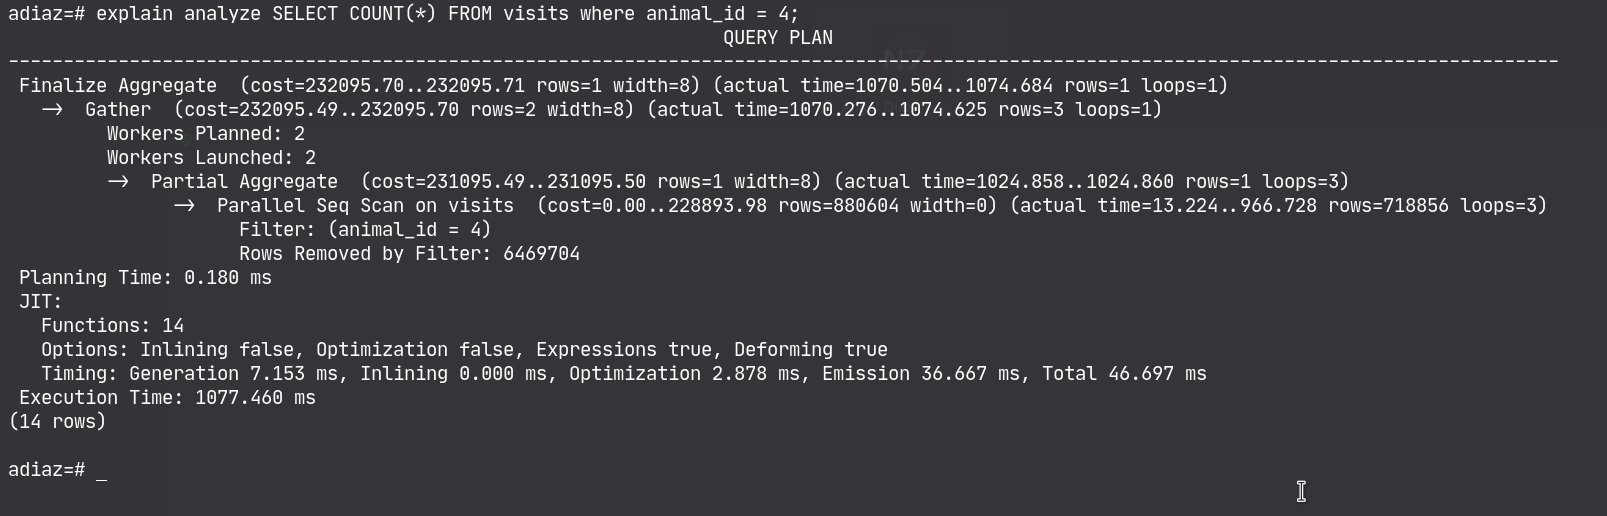 adiaz=# explain analyze SELECT COUNT(*) FROM visits where animal_id = 4;
QUERY PLAN
---------------------------------------------------------------------------------------------------------------------------------------------
Finalize Aggregate  (cost=232095.70..232095.71 rows=1 width=8) (actual time=1070.504..1074.684 rows=1 loops=1)
->  Gather  (cost=232095.49..232095.70 rows=2 width=8) (actual time=1070.276..1074.625 rows=3 loops=1)
Workers Planned: 2
Workers Launched: 2
->  Partial Aggregate  (cost=231095.49..231095.50 rows=1 width=8) (actual time=1024.858..1024.860 rows=1 loops=3)
->  Parallel Seq Scan on visits  (cost=0.00..228893.98 rows=880604 width=0) (actual time=13.224..966.728 rows=718856 loops=3)
Filter: (animal_id = 4)
Rows Removed by Filter: 6469704
Planning Time: 0.180 ms
JIT:
Functions: 14
Options: Inlining false, Optimization false, Expressions true, Deforming true
Timing: Generation 7.153 ms, Inlining 0.000 ms, Optimization 2.878 ms, Emission 36.667 ms, Total 46.697 ms
Execution Time: 1077.460 ms
(14 rows)
adiaz=# _